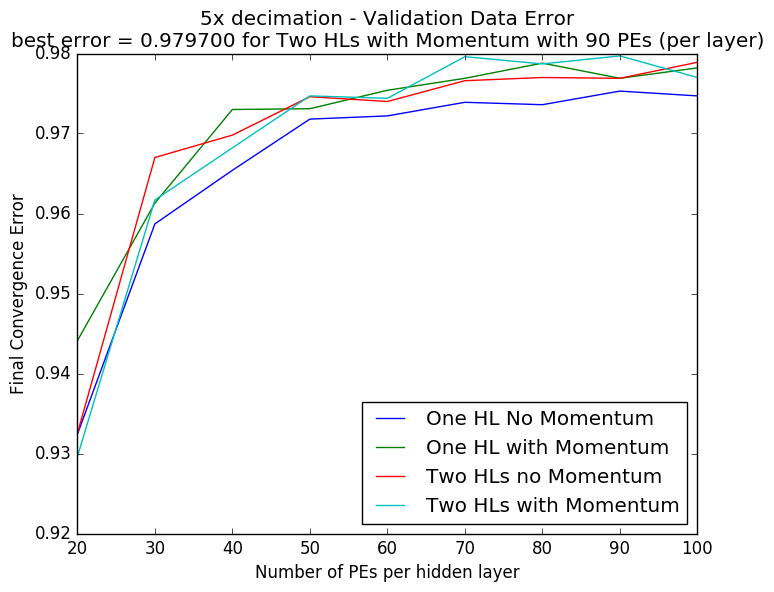 5x decimation - Validation Data Error
best error = 0.979700 for Two HLs with Momentum with 90 PEs (per layer)
0.98
0.97
0.96
0.95
0.94
0.93
0.92
Final Convergence Error
One HL No Momentum
One HL with Momentum
Two HLs no Momentum
Two HLs with Momentum
20 30 40 50 60 70 80 90 100
Number of PEs per hidden layer